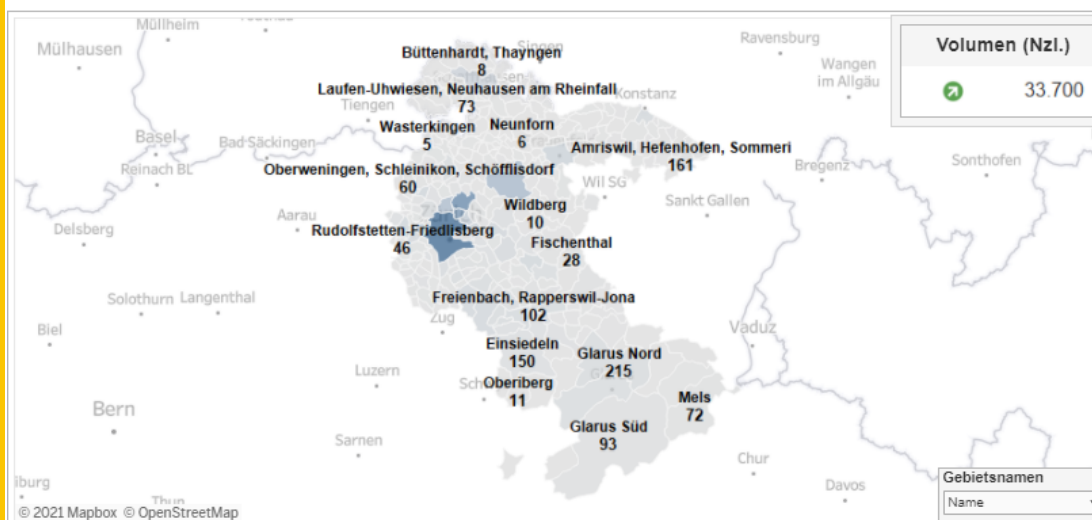 Müllheim
Mülhausen
Ravensburg
Wangen
im Allgäu
Büttenhardt, Thayngen
8
Singen
Volumen (Nzl.)
33.700
Laufen-Uhwiesen, Neuhausen am Rheinfall
73
Tiengen
Konstanz
Wasterkingen
5
Neunforn
6
Basel
Bad Säckingen
Reinach BL
Amriswil, Hefenhofen, Sommeri
161
Bregenz
Sonthofen
Oberweningen, Schleinikon, Schöfflisdorf
60
Wil SG
Sankt Gallen
Wildberg
10
Aarau
Delsberg
Rudolfstetten-Friedlisberg
46
Fischenthal
28
Solothurn
Langenthal
Freienbach, Rapperswil-Jona
102
Zug
Biel
Vaduz
Einsiedeln
150
Glarus Nord
215
Luzern
Oberiberg
11
Mels
72
Bern
Glarus Süd
93
Sarnen
Chur
Davos
Thun
iburg
Gebietsnamen
Name
© 2021 Mapbox © OpenStreetMap